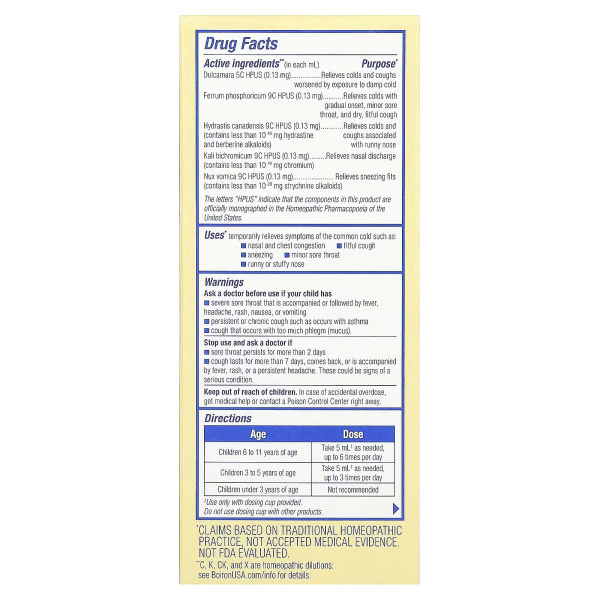 Drug Facts
Active ingredients** (in each mL) Purpose*
Dulcamara 5C HPUS (0.13 mg)..............Relieves colds and coughs
worsened by exposure to damp cold
Ferrum phosphoricum 9C HPUS (0.13 mg).........Relieves colds with
gradual onset, minor sore
throat, and dry, fitful cough
Hydrastis canadensis 9C HPUS (0.13 mg)...........Relieves colds and
(contains less than 10⁻¹⁹ mg hydrastine coughs associated
and berberine alkaloids) with runny nose
Kali bichromicum 9C HPUS (0.13 mg).......Relieves nasal discharge
(contains less than 10⁻¹⁹ mg chromium)
Nux vomica 9C HPUS (0.13 mg)..................... Relieves sneezing fits
(contains less than 10⁻²⁰ mg strychnine alkaloids)
The letters "HPUS" indicate that the components in this product are
officially monographed in the Homeopathic Pharmacopoeia of the
United States.
Uses* temporarily relieves symptoms of the common cold such as:
■ nasal and chest congestion ■ fitful cough
■ sneezing ■ minor sore throat
■ runny or stuffy nose
Warnings
Ask a doctor before use if your child has
■ severe sore throat that is accompanied or followed by fever,
headache, rash, nausea, or vomiting
■ persistent or chronic cough such as occurs with asthma
■ cough that occurs with too much phlegm (mucus).
Stop use and ask a doctor if
■ sore throat persists for more than 2 days
■ cough lasts for more than 7 days, comes back, or is accompanied
by fever, rash, or a persistent headache. These could be signs of a
serious condition.
Keep out of reach of children. In case of accidental overdose,
get medical help or contact a Poison Control Center right away.
Directions
Age Dose
Children 6 to 11 years of age Take 5 mL‡ as needed,
up to 6 times per day
Children 3 to 5 years of age Take 5 mL‡ as needed,
up to 3 times per day
Children under 3 years of age Not recommended
‡Use only with dosing cup provided.
Do not use dosing cup with other products.
*CLAIMS BASED ON TRADITIONAL HOMEOPATHIC
PRACTICE, NOT ACCEPTED MEDICAL EVIDENCE.
NOT FDA EVALUATED.
**C, K, CK, and X are homeopathic dilutions:
see BoironUSA.com/info for details.